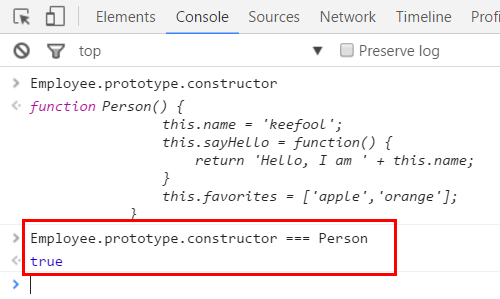 Elements Console Sources Network Timeline Profi
top Preserve log
> Employee.prototype.constructor
function Person() {
this.name = 'keefool';
this.sayHello = function() {
return 'Hello, I am ' + this.name;
}
this.favorites = ['apple','orange'];
}
> Employee.prototype.constructor === Person
true
>